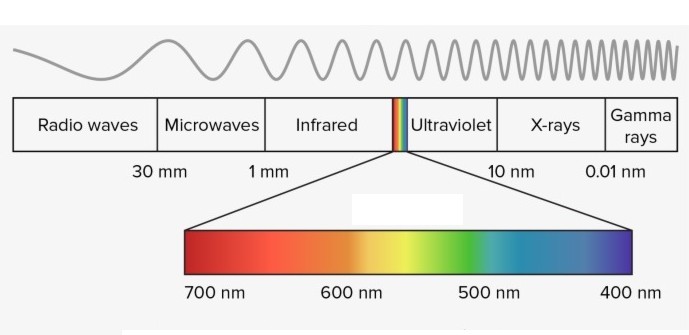 Radio waves
Microwaves
Infrared
Ultraviolet
X-rays
Gamma
rays
30 mm
1 mm
10 nm
0.01 nm
700 nm
600 nm
500 nm
400 nm